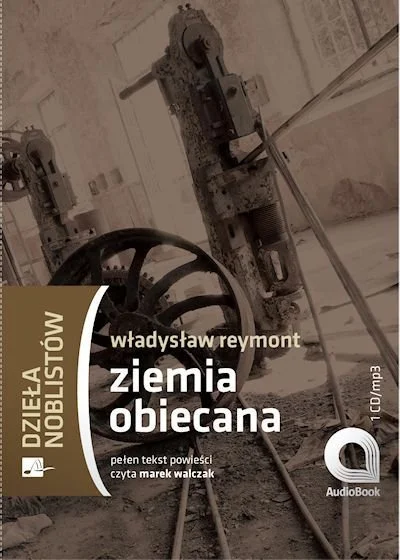 DZIEŁA
NOBLISTÓW
władysław reymont
ziemia
obiecana
pełen tekst powieści
czyta marek walczak
1 CD/mp3
AudioBook